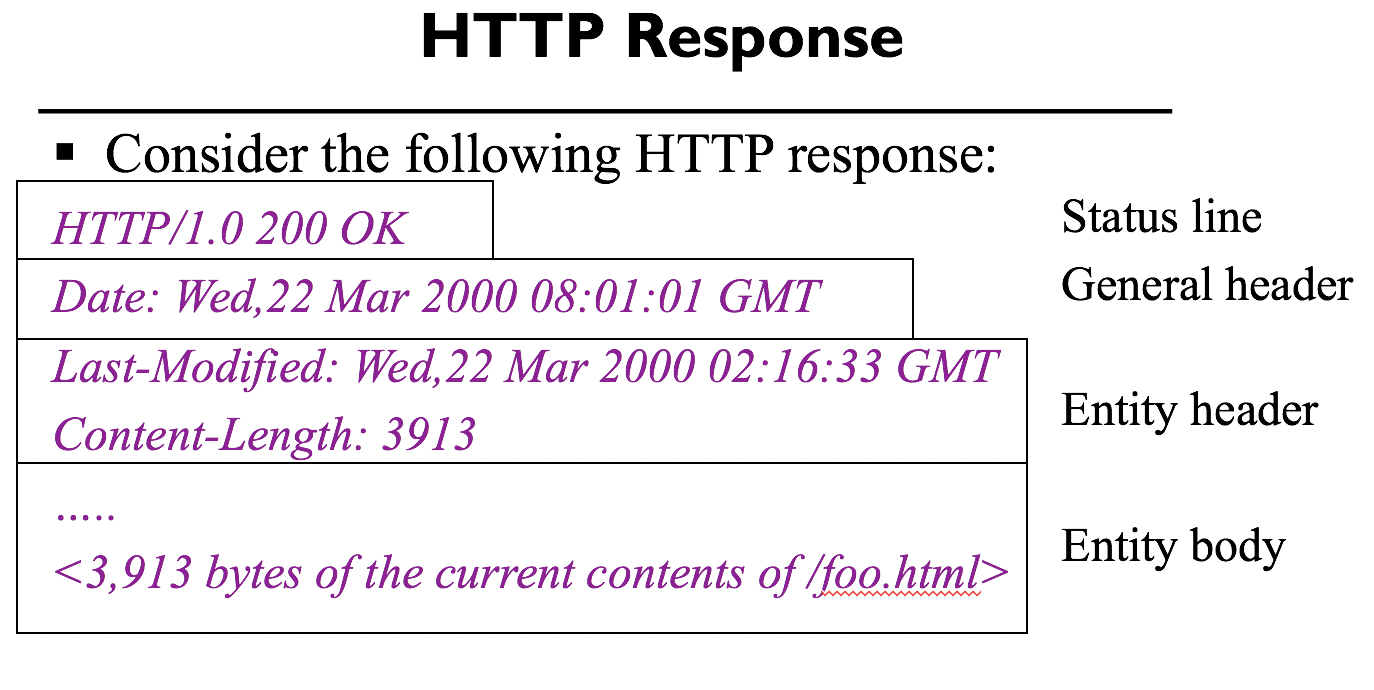 HTTP Response
▪ Consider the following HTTP response:
HTTP/1.0 200 OK
Status line
Date: Wed,22 Mar 2000 08:01:01 GMT
General header
Last-Modified: Wed,22 Mar 2000 02:16:33 GMT
Content-Length: 3913
Entity header
.....
<3,913 bytes of the current contents of /foo.html>
Entity body